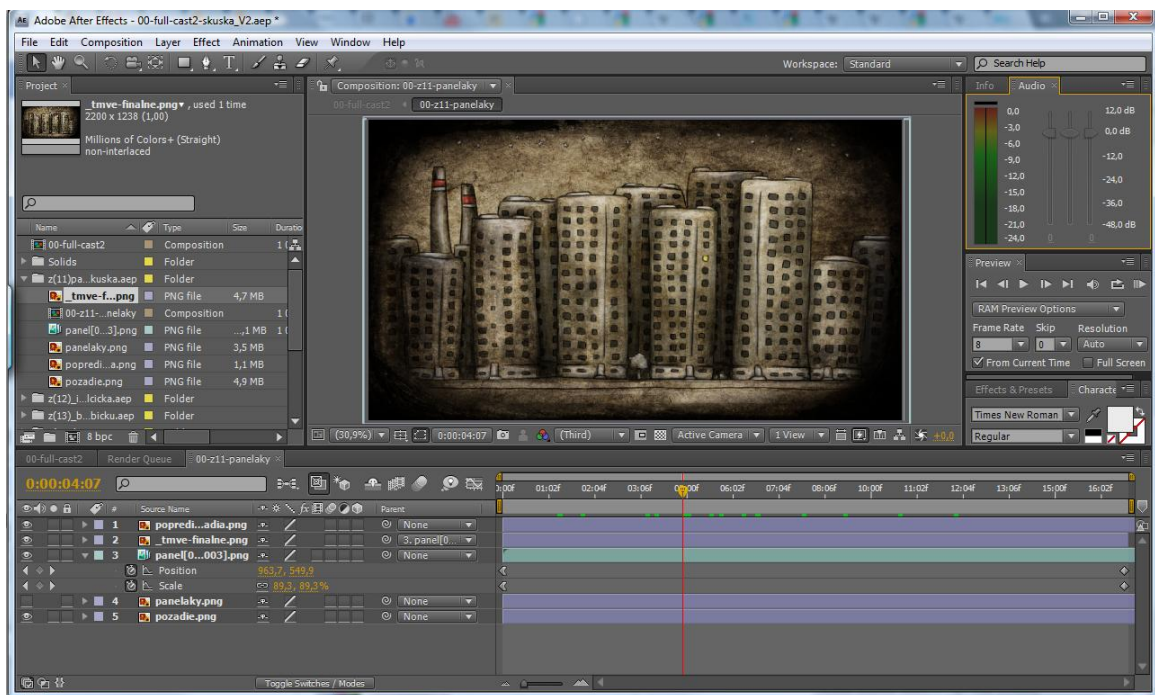 Adobe After Effects - 00-full-cast2-skuska_V2.aep *
File Edit Composition Layer Effect Animation View Window Help
Workspace: Standard
Search Help
Project
_tmve-finalne.png , used 1 time
2200 x 1238 (1,00)
Millions of Colors+ (Straight)
non-interlaced
Name Type Size Duratio
00-full-cast2 Composition
Solids Folder
z(11)pa...kuska.aep Folder
_tmve-f...png PNG file 4,7 MB
00-z11-...nelaky Composition
panel[0...3].png PNG file ...,1 MB
panelaky.png PNG file 3,5 MB
popredi...a.png PNG file 1,1 MB
pozadie.png PNG file 4,9 MB
z(12)_i...lcicka.aep Folder
z(13)_b...bicku.aep Folder
8 bpc
Composition: 00-z11-panelaky
00-full-cast2 00-z11-panelaky
(30,9%) 0:00:04:07 (Third) Active Camera 1 View +0,0
Info Audio
0,0 12,0 dB
-3,0 0,0 dB
-6,0
-9,0 -12,0
-12,0 -24,0
-15,0
-18,0 -36,0
-21,0 -48,0 dB
-24,0 0 0
Preview
RAM Preview Options
Frame Rate Skip Resolution
8 0 Auto
From Current Time Full Screen
Effects & Presets Characte
Times New Roman
Regular
00-full-cast2 Render Queue 00-z11-panelaky
0:00:04:07
01:02f 02:04f 03:06f 05:00f 06:02f 07:04f 08:06f 10:00f 11:02f 12:04f 13:06f 15:00f 16:02f
# Source Name Parent
1 popredi...adia.png None
2 _tmve-finalne.png 3. panel[0...
3 panel[0...003].png None
Position 963,7, 549,9
Scale 89,3, 89,3%
4 panelaky.png None
5 pozadie.png None
Toggle Switches / Modes